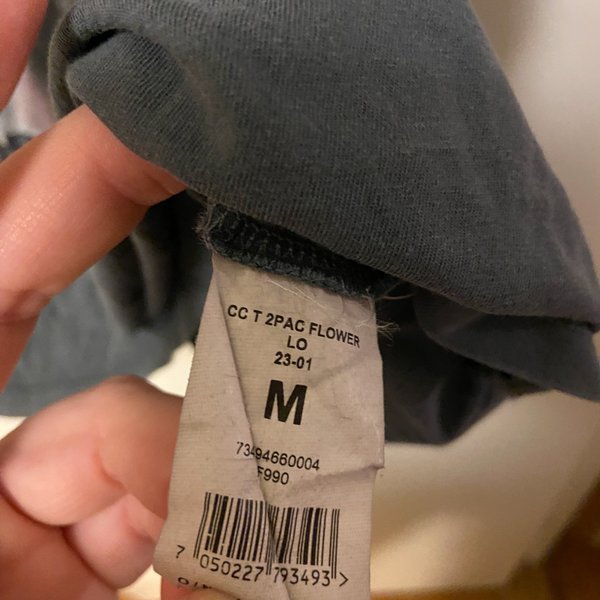 CC T 2PAC FLOWER
LO
23-01
M
73494660004
F990
7 050227 793493>